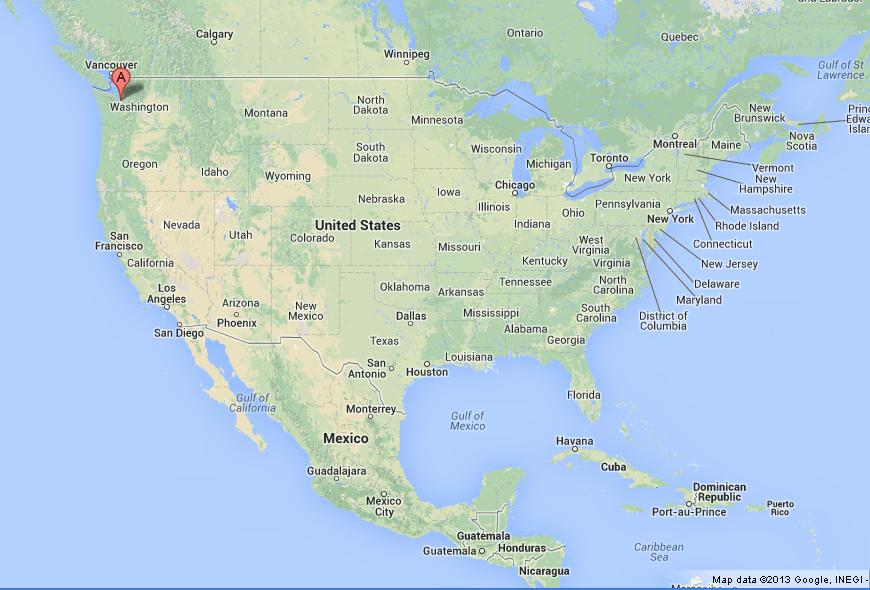 and Labrador
Calgary
Ontario
Quebec
Winnipeg
Vancouver
Gulf of St
Lawrence
A
Washington
Montana
North
Dakota
Minnesota
New
Brunswick
Prin
Edwa
Islan
Nova
Scotia
Montreal
Maine
Oregon
Idaho
South
Dakota
Wisconsin
Michigan
Toronto
Vermont
New
Hampshire
Wyoming
Nebraska
Iowa
Chicago
New York
Massachusetts
Illinois
Ohio
Pennsylvania
New York
Rhode Island
Nevada
Utah
United States
Indiana
Connecticut
San
Francisco
Colorado
Kansas
Missouri
West
Virginia
New Jersey
California
Kentucky
Virginia
Delaware
Los
Angeles
Arizona
New
Mexico
Oklahoma
Arkansas
Tennessee
North
Carolina
Maryland
Phoenix
Dallas
Mississippi
South
Carolina
District of
Columbia
San Diego
Alabama
Georgia
Texas
San
Antonio
Houston
Louisiana
Gulf of
California
Florida
Monterrey
Gulf of
Mexico
Mexico
Havana
Cuba
Guadalajara
Dominican
Republic
Mexico
City
Port-au-Prince
Puerto
Rico
Guatemala
Guatemala
Honduras
Caribbean
Sea
Nicaragua
Map data ©2013 Google, INEGI -